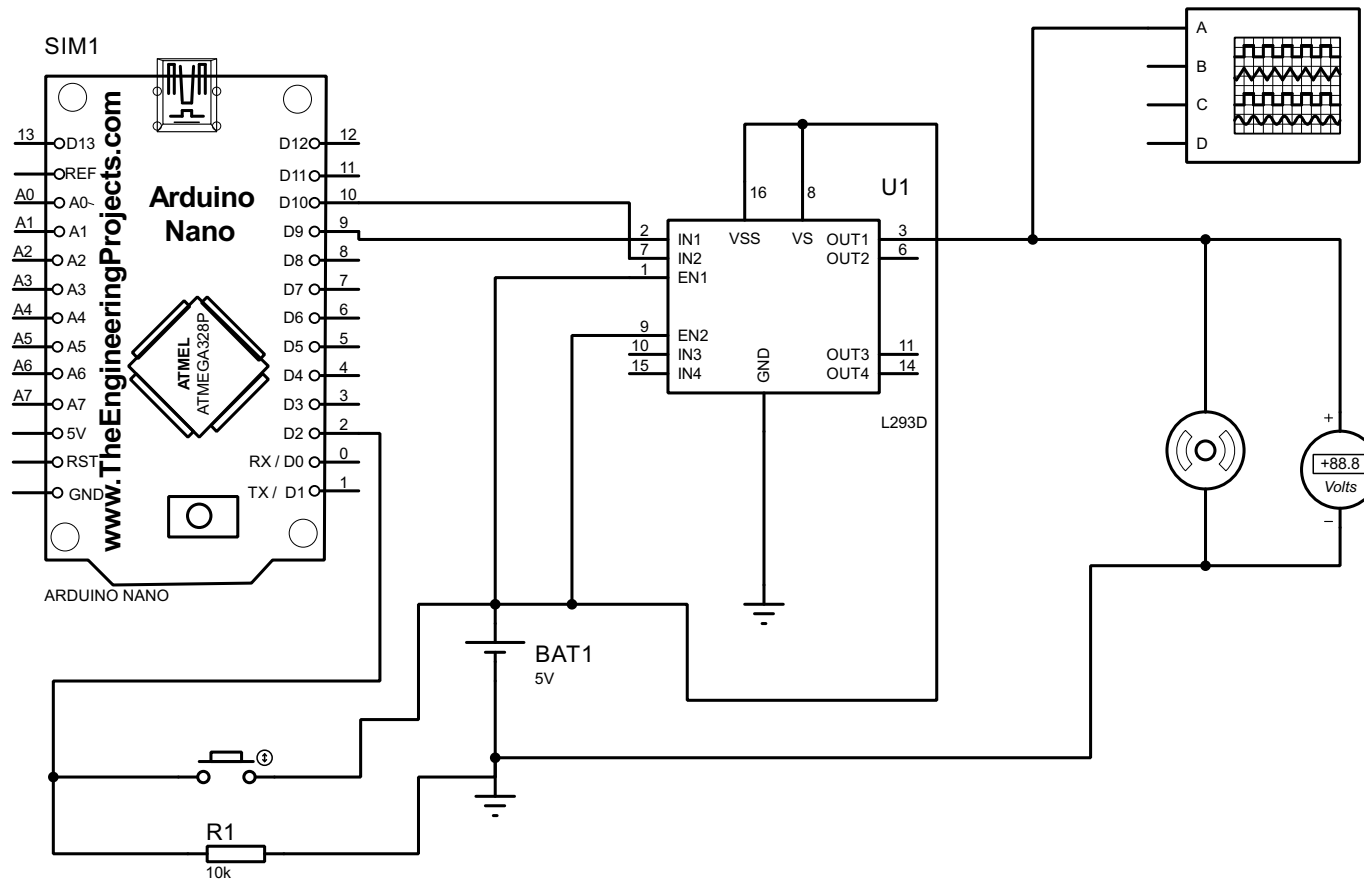 SIM1
www.TheEngineeringProjects.com
Arduino
Nano
ATMEL
ATMEGA328P
13
D13
REF
A0
A0~
A1
A1
A2
A2
A3
A3
A4
A4
A5
A5
A6
A6
A7
A7
5V
RST
GND
D12
12
D11
11
D10
10
D9
9
D8
8
D7
7
D6
6
D5
5
D4
4
D3
3
D2
2
RX / D0
0
TX / D1
1
ARDUINO NANO
U1
16
8
VSS
VS
2
IN1
7
IN2
1
EN1
9
EN2
10
IN3
15
IN4
GND
OUT1
3
OUT2
6
OUT3
11
OUT4
14
L293D
A
B
C
D
+
+88.8
Volts
–
BAT1
5V
R1
10k